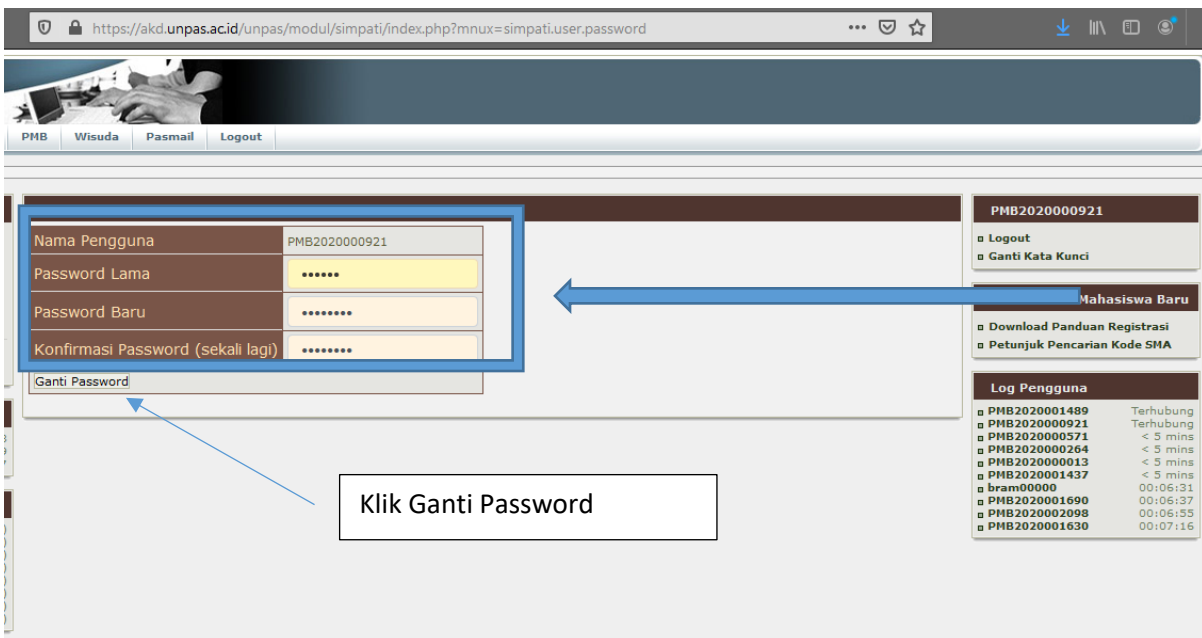 https://akd.unpas.ac.id/unpas/modul/simpati/index.php?mnux=simpati.user.password
PMB Wisuda Pasmail Logout
Nama Pengguna PMB2020000921
Password Lama ••••••
Password Baru ••••••••
Konfirmasi Password (sekali lagi) ••••••••
Ganti Password
Klik Ganti Password
PMB2020000921
Logout
Ganti Kata Kunci
Mahasiswa Baru
Download Panduan Registrasi
Petunjuk Pencarian Kode SMA
Log Pengguna
PMB2020001489 Terhubung
PMB2020000921 Terhubung
PMB2020000571 < 5 mins
PMB2020000264 < 5 mins
PMB2020000013 < 5 mins
PMB2020001437 < 5 mins
bram00000 00:06:31
PMB2020001690 00:06:37
PMB2020002098 00:06:55
PMB2020001630 00:07:16